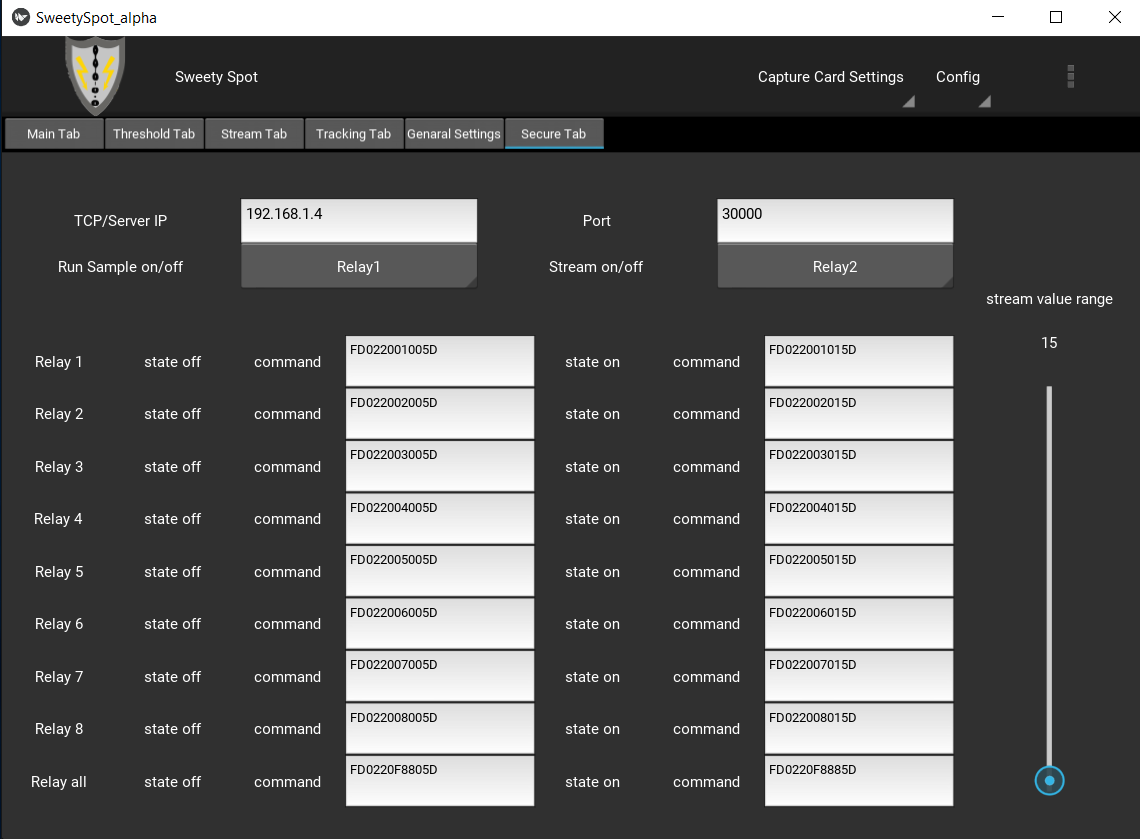 SweetySpot_alpha
Sweety Spot Capture Card Settings Config
Main Tab Threshold Tab Stream Tab Tracking Tab Genaral Settings Secure Tab
TCP/Server IP 192.168.1.4 Port 30000
Run Sample on/off Relay1 Stream on/off Relay2
stream value range
15
Relay 1 state off command FD022001005D state on command FD022001015D
Relay 2 state off command FD022002005D state on command FD022002015D
Relay 3 state off command FD022003005D state on command FD022003015D
Relay 4 state off command FD022004005D state on command FD022004015D
Relay 5 state off command FD022005005D state on command FD022005015D
Relay 6 state off command FD022006005D state on command FD022006015D
Relay 7 state off command FD022007005D state on command FD022007015D
Relay 8 state off command FD022008005D state on command FD022008015D
Relay all state off command FD0220F8805D state on command FD0220F8885D